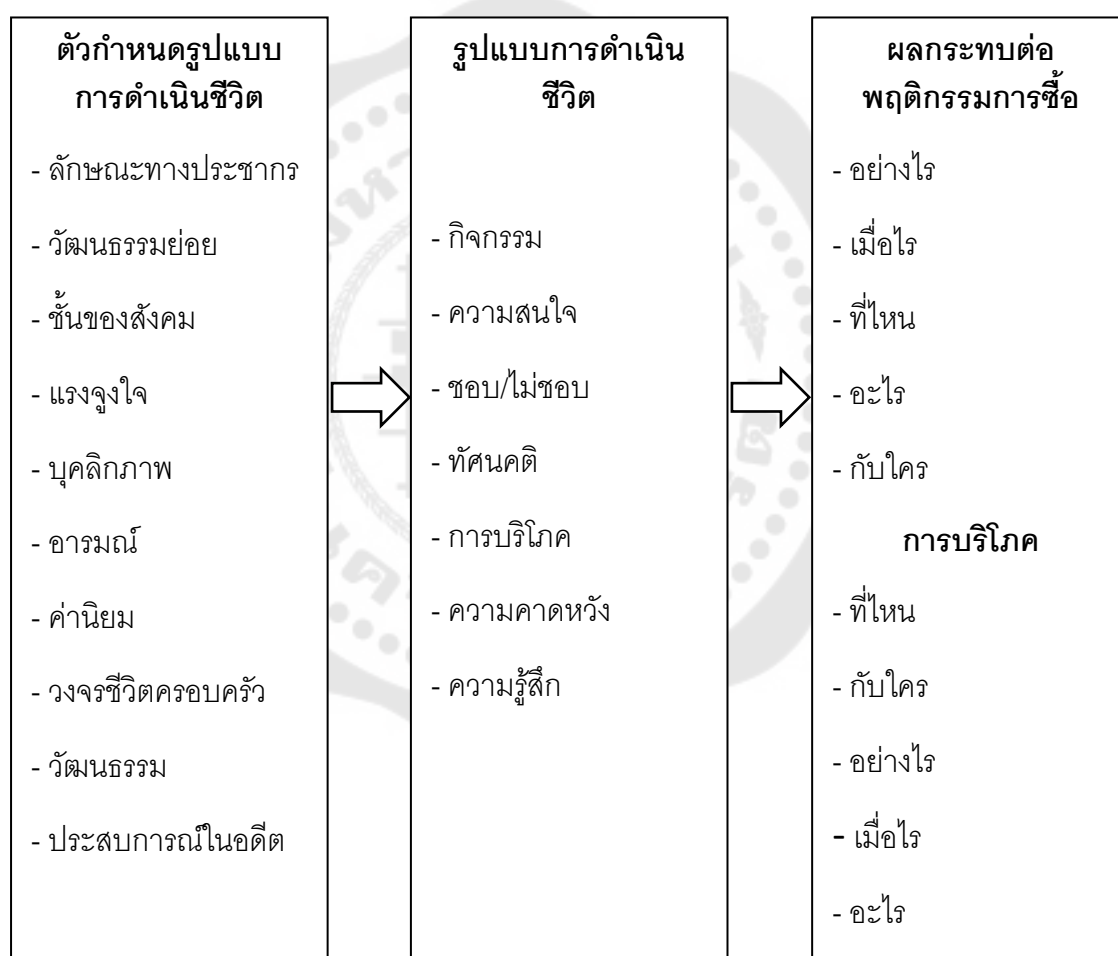 ตัวกำหนดรูปแบบ
การดำเนินชีวิต
- ลักษณะทางประชากร
- วัฒนธรรมย่อย
- ชั้นของสังคม
- แรงจูงใจ
- บุคลิกภาพ
- อารมณ์
- ค่านิยม
- วงจรชีวิตครอบครัว
- วัฒนธรรม
- ประสบการณ์ในอดีต
รูปแบบการดำเนิน
ชีวิต
- กิจกรรม
- ความสนใจ
- ชอบ/ไม่ชอบ
- ทัศนคติ
- การบริโภค
- ความคาดหวัง
- ความรู้สึก
ผลกระทบต่อ
พฤติกรรมการซื้อ
- อย่างไร
- เมื่อไร
- ที่ไหน
- อะไร
- กับใคร
การบริโภค
- ที่ไหน
- กับใคร
- อย่างไร
- เมื่อไร
- อะไร